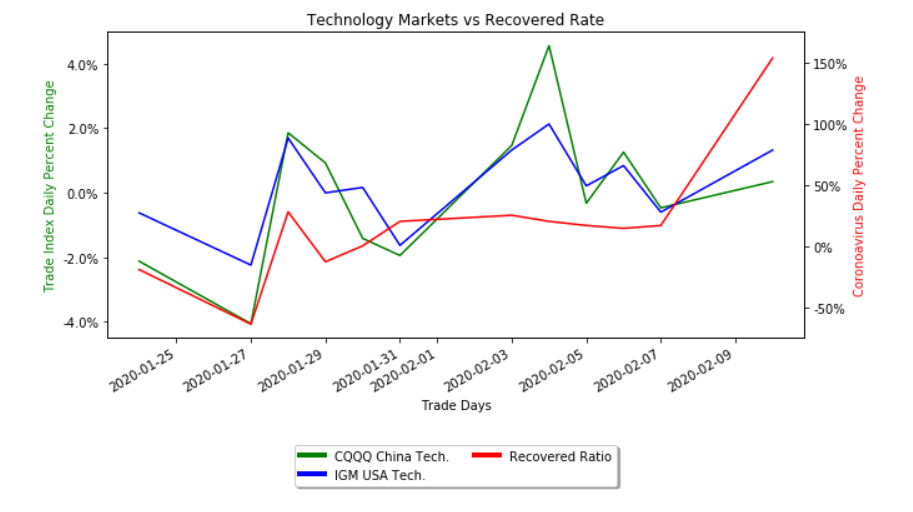 Technology Markets vs Recovered Rate
Trade Index Daily Percent Change
4.0%
2.0%
0.0%
-2.0%
-4.0%
150%
100%
50%
0%
-50%
Coronoavirus Daily Percent Change
2020-01-25
2020-01-27
2020-01-29
2020-01-31
2020-02-01
2020-02-03
2020-02-05
2020-02-07
2020-02-09
Trade Days
CQQQ China Tech.
IGM USA Tech.
Recovered Ratio